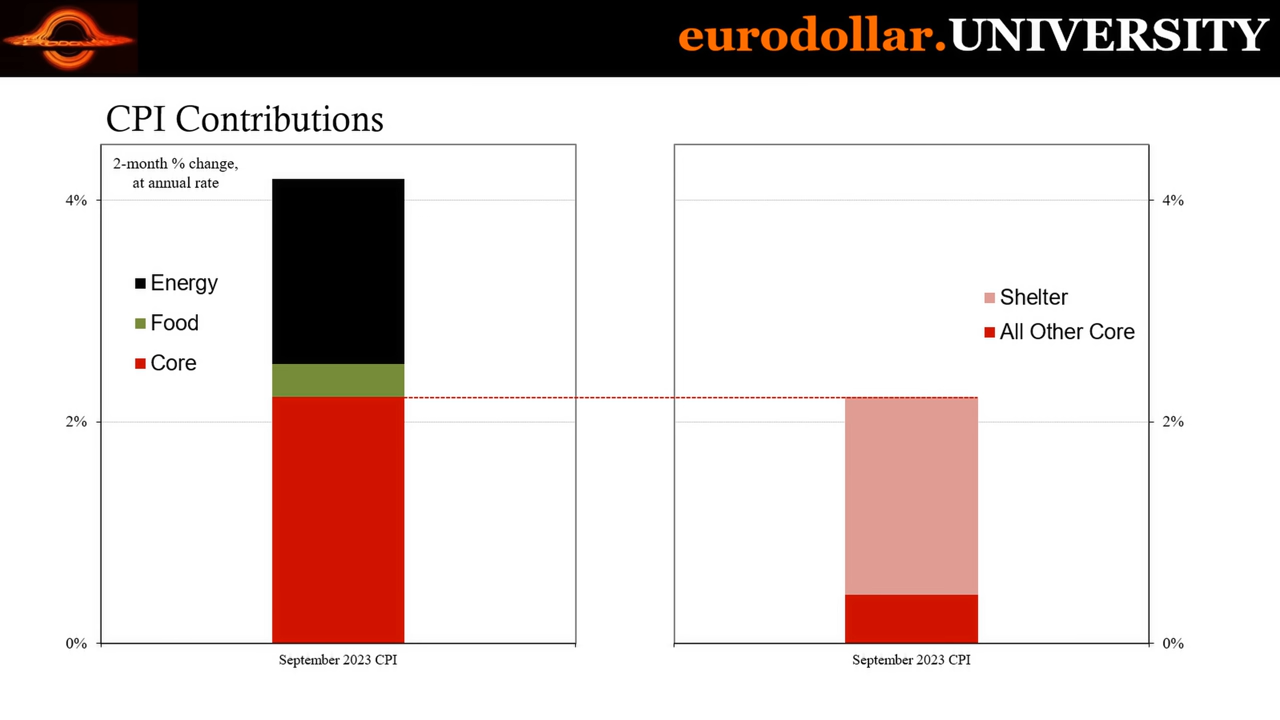 eurodollar.UNIVERSITY
CPI Contributions
2-month % change,
at annual rate
4%
Energy
Food
Core
2%
0%
September 2023 CPI
4%
Shelter
All Other Core
2%
0%
September 2023 CPI